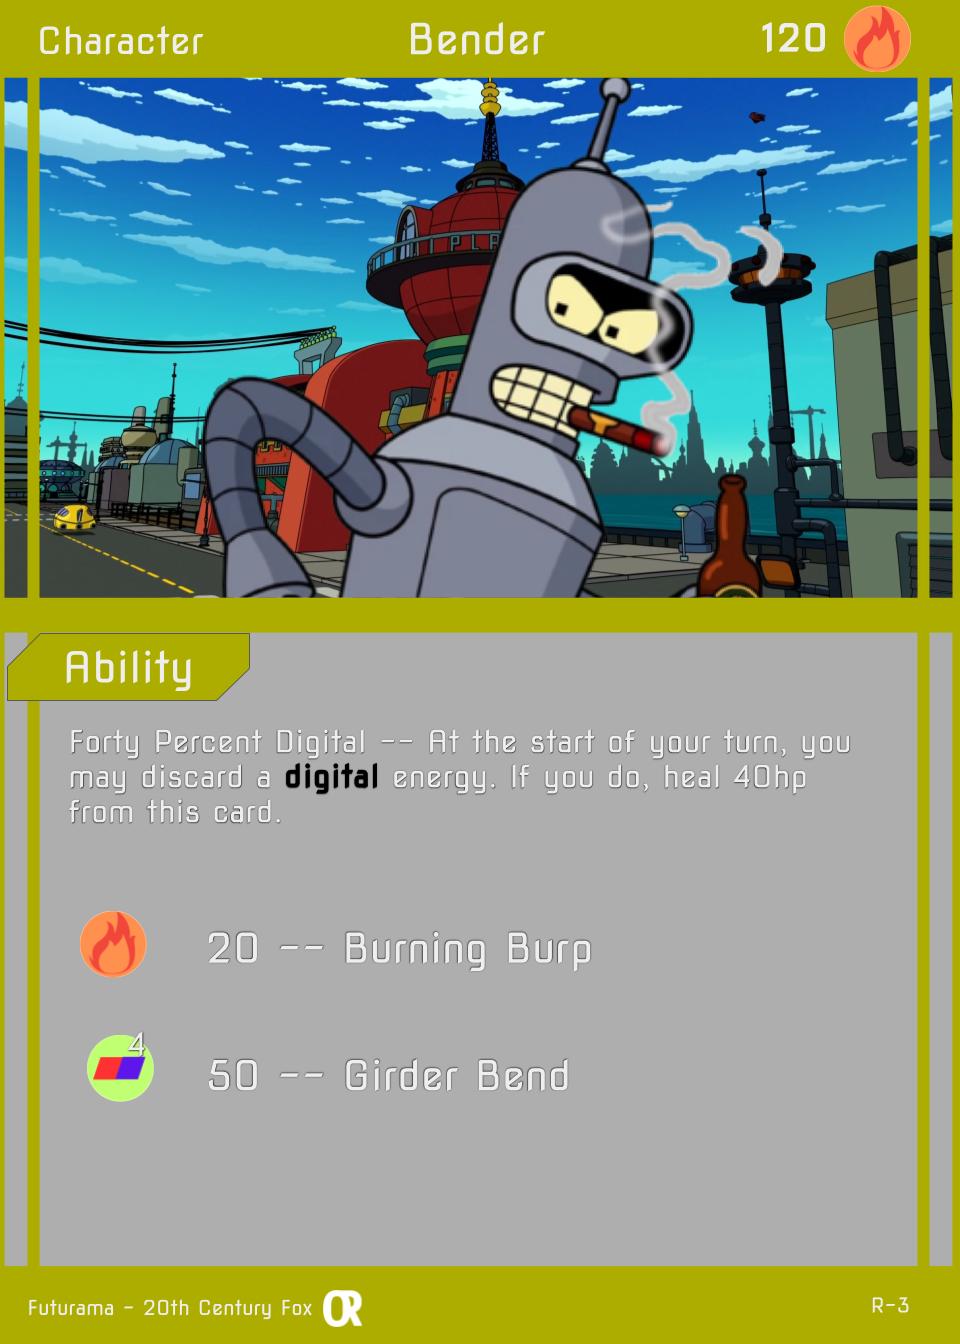 Character
Bender
120
PLA
Ability
Forty Percent Digital -- At the start of your turn, you
may discard a digital energy. If you do, heal 40hp
from this card.
20 -- Burning Burp
4
50 -- Girder Bend
Futurama - 20th Century Fox OR
R-3